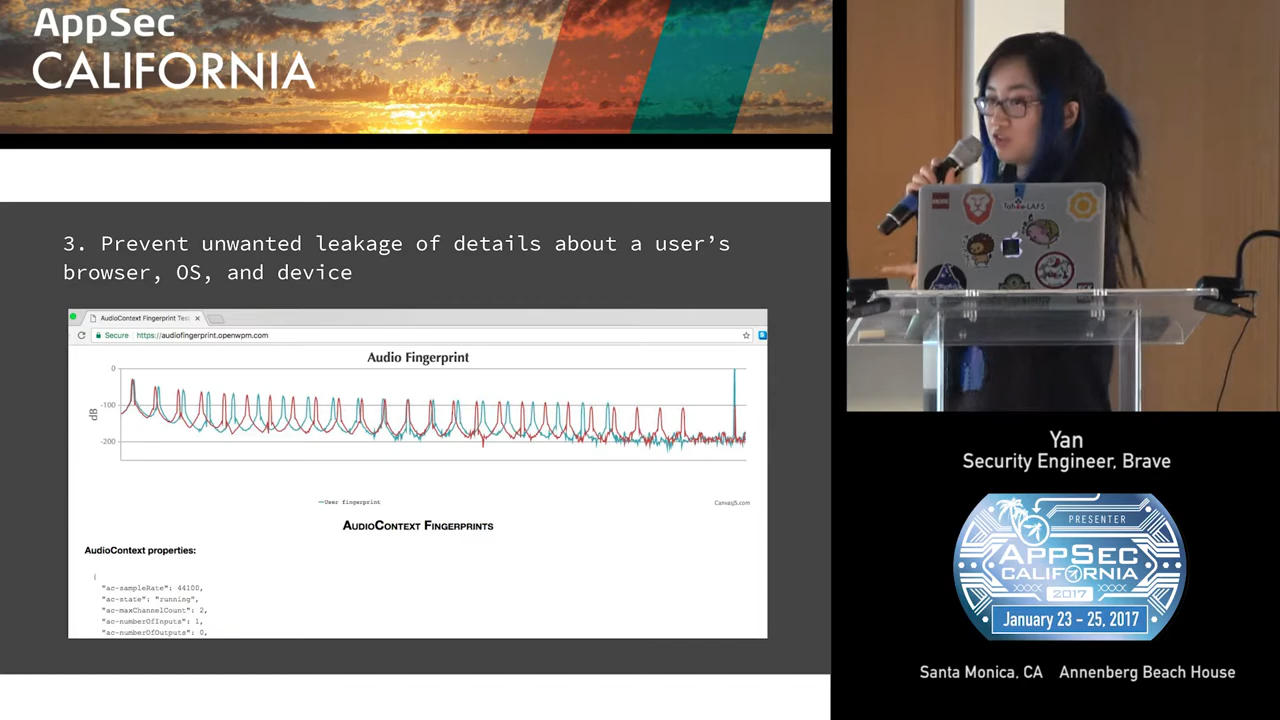 AppSec
CALIFORNIA
3. Prevent unwanted leakage of details about a user's
browser, OS, and device
AudioContext Fingerprint Tes
Secure
https://audiofingerprint.openwpm.com
Audio Fingerprint
0
-100
-200
dB
User fingerprint
CanvasJS.com
AudioContext Fingerprints
AudioContext properties:
{
"ac-sampleRate": 44100,
"ac-state": "running",
"ac-maxChannelCount": 2,
"ac-numberOfInputs": 1,
"ac-numberOfOutputs": 0,
Tahoe-LAFS
Yan
Security Engineer, Brave
PRESENTER
APPSEC
CALIFORNIA
2017
January 23 - 25, 2017
Santa Monica, CA Annenberg Beach House